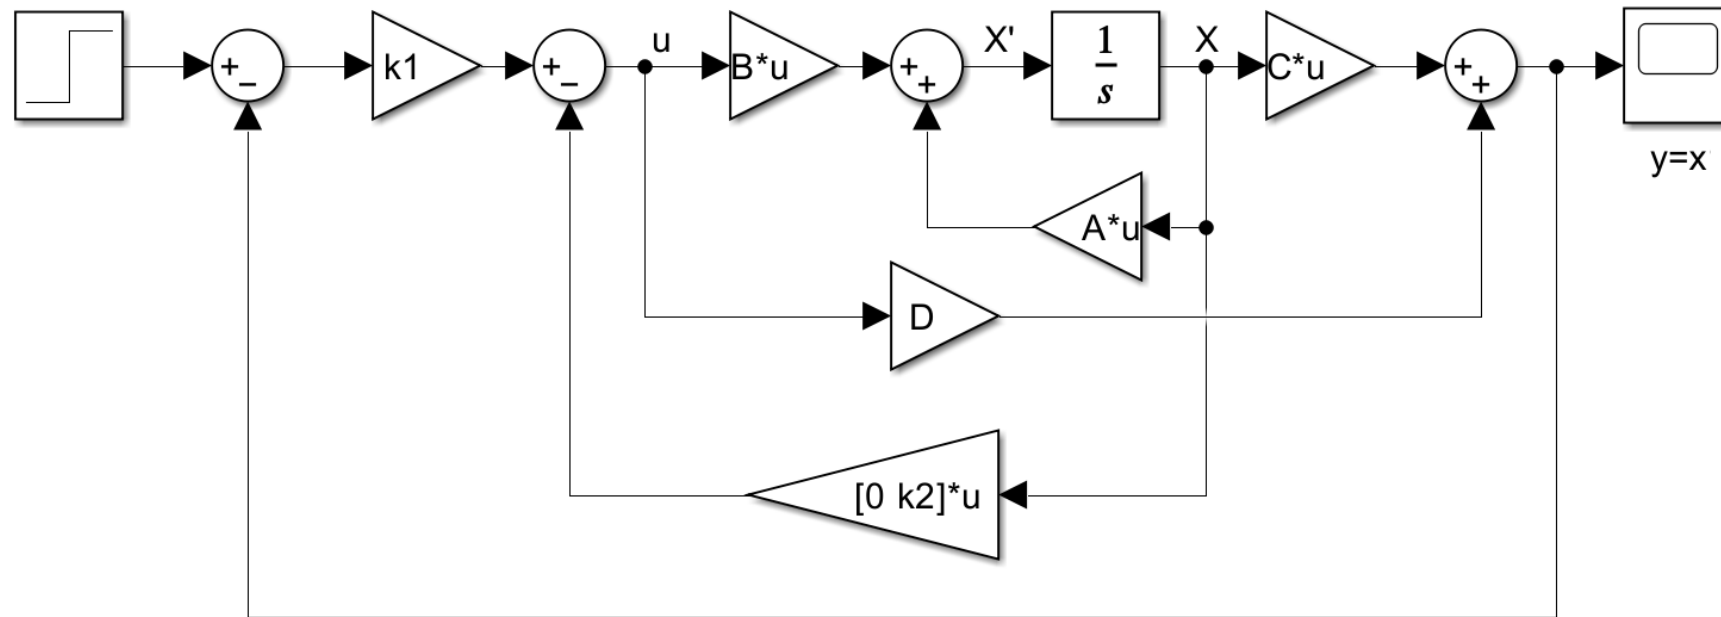 u
X'
X
+
−
k1
+
−
B*u
+
+
1
s
C*u
+
+
y=x
A*u
D
[0 k2]*u